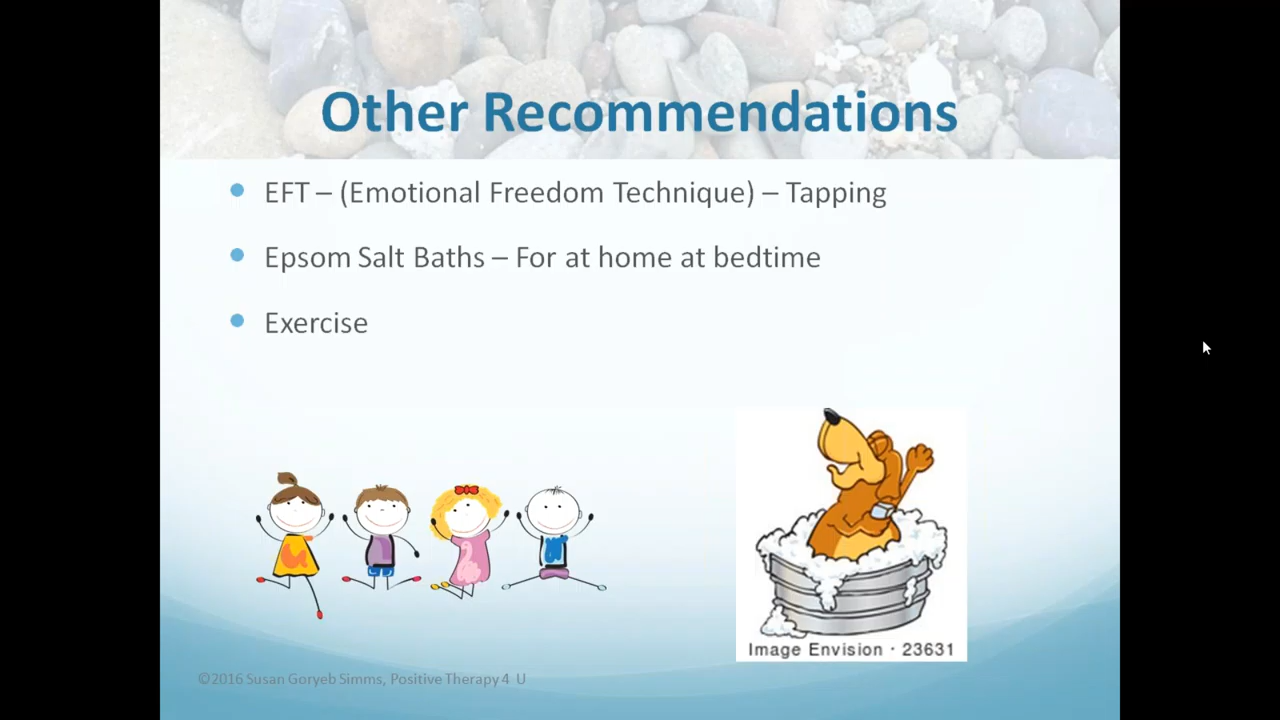 Other Recommendations
EFT – (Emotional Freedom Technique) – Tapping
Epsom Salt Baths – For at home at bedtime
Exercise
Image Envision · 23631
©2016 Susan Goryeb Simms, Positive Therapy 4 U